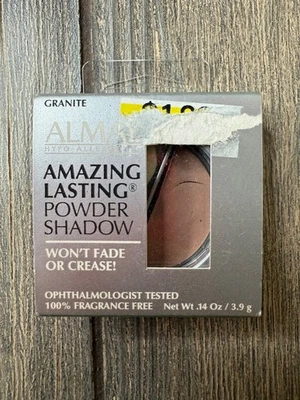 GRANITE
AMAZING
LASTING®
POWDER
SHADOW
WON'T FADE
OR CREASE!
OPHTHALMOLOGIST TESTED
100% FRAGRANCE FREE Net Wt .14 Oz / 3.9 g